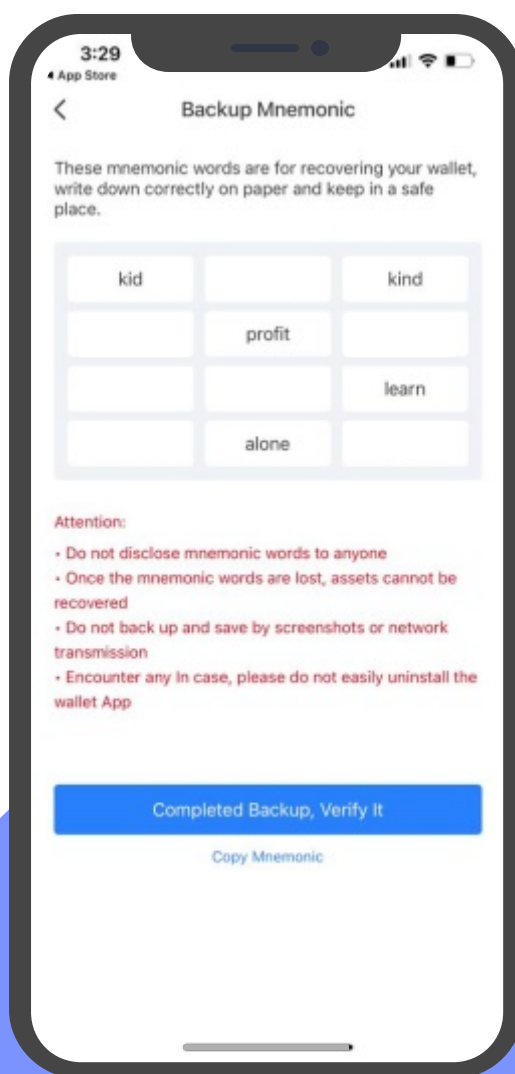 3:29
App Store
Backup Mnemonic
These mnemonic words are for recovering your wallet,
write down correctly on paper and keep in a safe
place.
kid kind
profit
learn
alone
Attention:
• Do not disclose mnemonic words to anyone
• Once the mnemonic words are lost, assets cannot be
recovered
• Do not back up and save by screenshots or network
transmission
• Encounter any In case, please do not easily uninstall the
wallet App
Completed Backup, Verify It
Copy Mnemonic